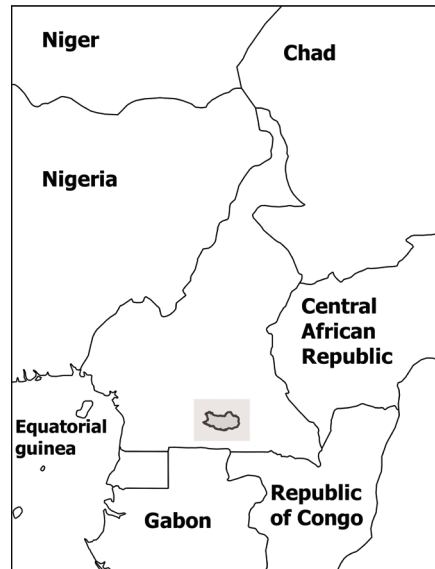 Niger
Chad
Nigeria
Central
African
Republic
Equatorial
guinea
Republic
of Congo
Gabon